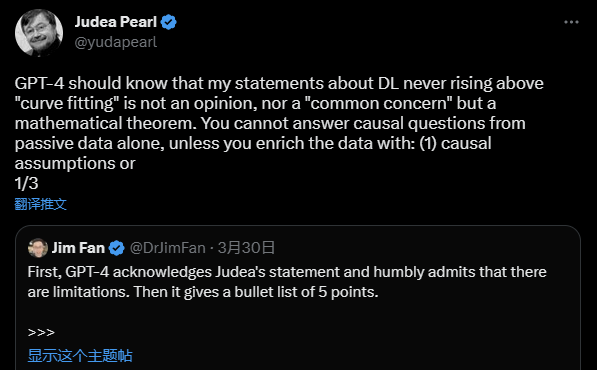 Judea Pearl
@yudapearl
GPT-4 should know that my statements about DL never rising above
"curve fitting" is not an opinion, nor a "common concern" but a
mathematical theorem. You cannot answer causal questions from
passive data alone, unless you enrich the data with: (1) causal
assumptions or
1/3
翻译推文
Jim Fan @DrJimFan · 3月30日
First, GPT-4 acknowledges Judea's statement and humbly admits that there
are limitations. Then it gives a bullet list of 5 points.
>>>
显示这个主题帖